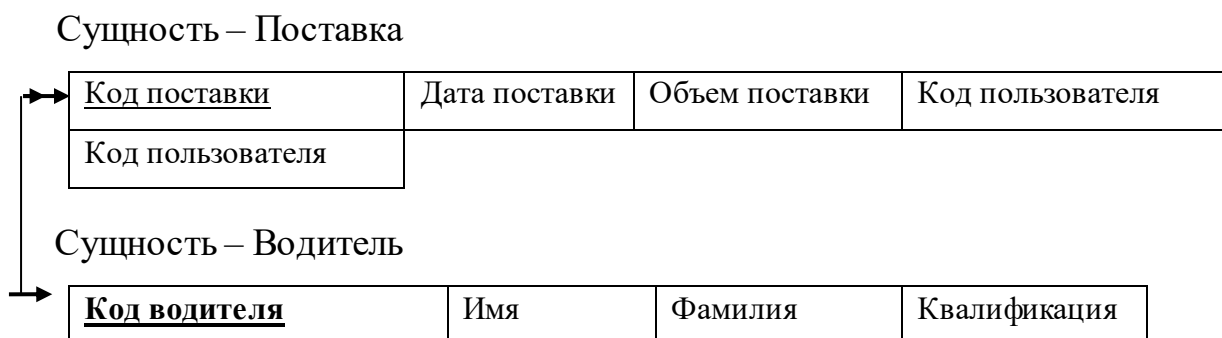 Сущность – Поставка
Код поставки Дата поставки Объем поставки Код пользователя
Код пользователя
Сущность – Водитель
Код водителя Имя Фамилия Квалификация